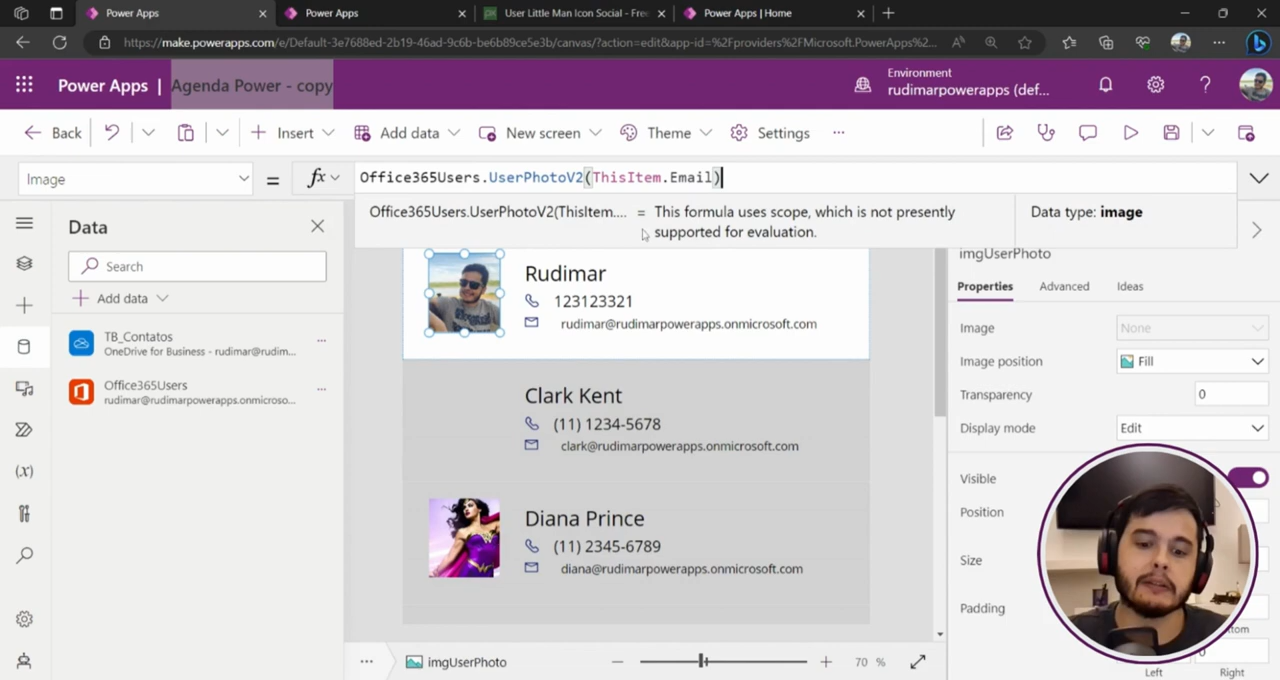 Power Apps
Power Apps
User Little Man Icon Social - Free
Power Apps | Home
https://make.powerapps.com/e/Default-3e7688ed-2b19-46ad-9c6b-be6b89ce5e3b/canvas/?action=edit&app-id=%2Fproviders%2FMicrosoft.PowerApps%2...
Power Apps | Agenda Power - copy
Environment
rudimarpowerapps (def...
Back
Insert
Add data
New screen
Theme
Settings
Image
=
fx
Office365Users.UserPhotoV2(ThisItem.Email)
Office365Users.UserPhotoV2(ThisItem.... = This formula uses scope, which is not presently
supported for evaluation.
Data type: image
Data
Search
Add data
TB_Contatos
OneDrive for Business - rudimar@rudim...
Office365Users
rudimar@rudimarpowerapps.onmicroso...
Rudimar
123123321
rudimar@rudimarpowerapps.onmicrosoft.com
Clark Kent
(11) 1234-5678
clark@rudimarpowerapps.onmicrosoft.com
Diana Prince
(11) 2345-6789
diana@rudimarpowerapps.onmicrosoft.com
imgUserPhoto
Properties
Advanced
Ideas
Image
None
Image position
Fill
Transparency
0
Display mode
Edit
Visible
Position
Size
Padding
Left
Right
imgUserPhoto
70 %